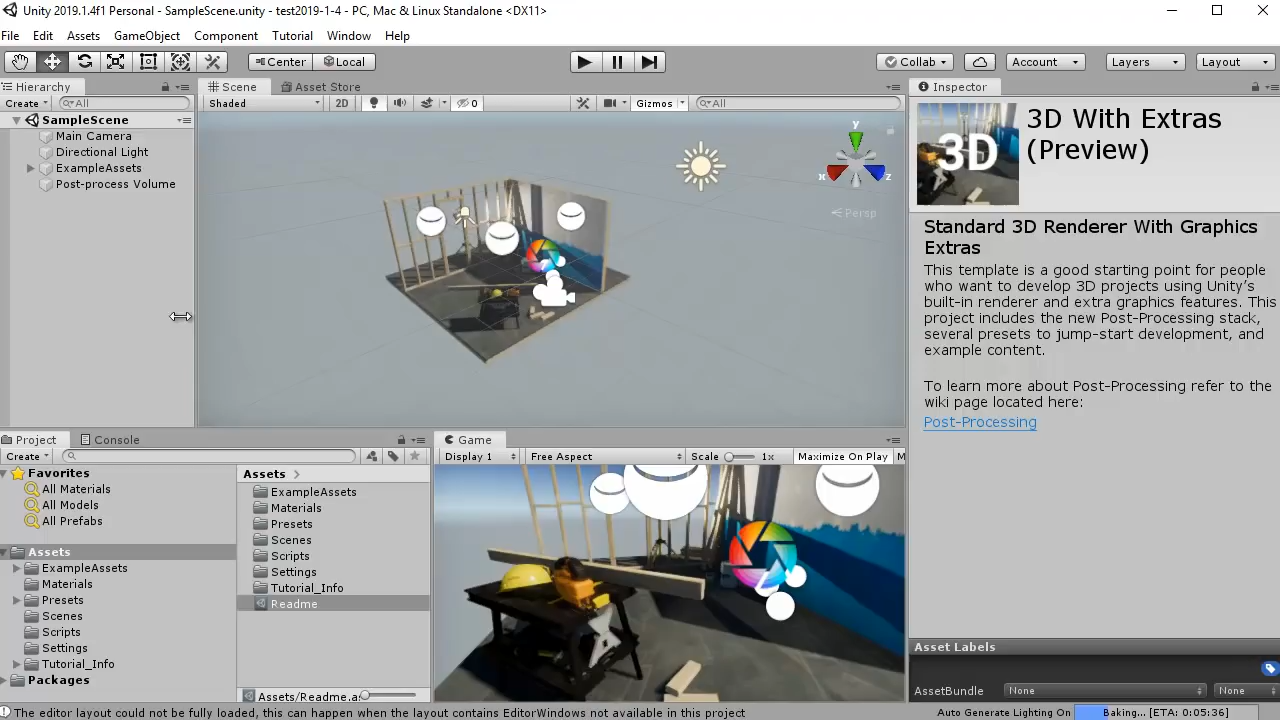 Unity 2019.1.4f1 Personal - SampleScene.unity - test2019-1-4 - PC, Mac & Linux Standalone <DX11>
File Edit Assets GameObject Component Tutorial Window Help
Center Local Collab Account Layers Layout
Hierarchy Scene Asset Store Inspector
Create All Shaded 2D 0 Gizmos All
SampleScene
Main Camera
Directional Light
ExampleAssets
Post-process Volume
y
x z
Persp
3D
3D With Extras
(Preview)
Standard 3D Renderer With Graphics
Extras
This template is a good starting point for people
who want to develop 3D projects using Unity's
built-in renderer and extra graphics features. This
project includes the new Post-Processing stack,
several presets to jump-start development, and
example content.
To learn more about Post-Processing refer to the
wiki page located here:
Post-Processing
Project Console Game
Create Display 1 Free Aspect Scale 1x Maximize On Play M
Favorites
All Materials
All Models
All Prefabs
Assets
ExampleAssets
Materials
Presets
Scenes
Scripts
Settings
Tutorial_Info
Packages
Assets
ExampleAssets
Materials
Presets
Scenes
Scripts
Settings
Tutorial_Info
Readme
Assets/Readme.as
Asset Labels
AssetBundle None None
The editor layout could not be fully loaded, this can happen when the layout contains EditorWindows not available in this project
Auto Generate Lighting On Baking... [ETA: 0:05:36]